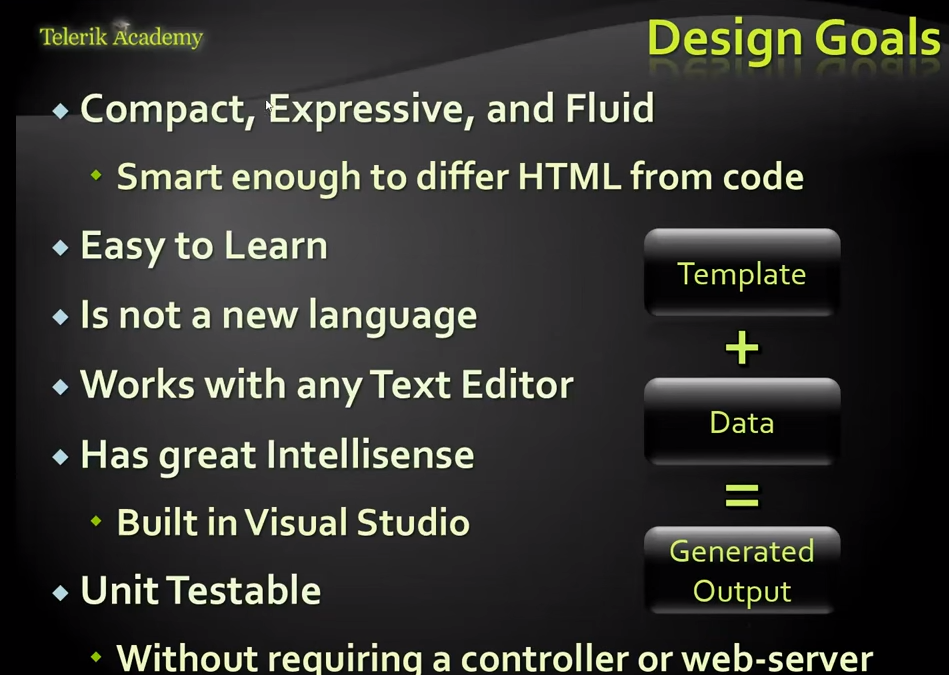 Telerik Academy
Design Goals
Compact, Expressive, and Fluid
Smart enough to differ HTML from code
Easy to Learn
Is not a new language
Works with any Text Editor
Has great Intellisense
Built in Visual Studio
Unit Testable
Without requiring a controller or web-server
Template
+
Data
=
Generated
Output